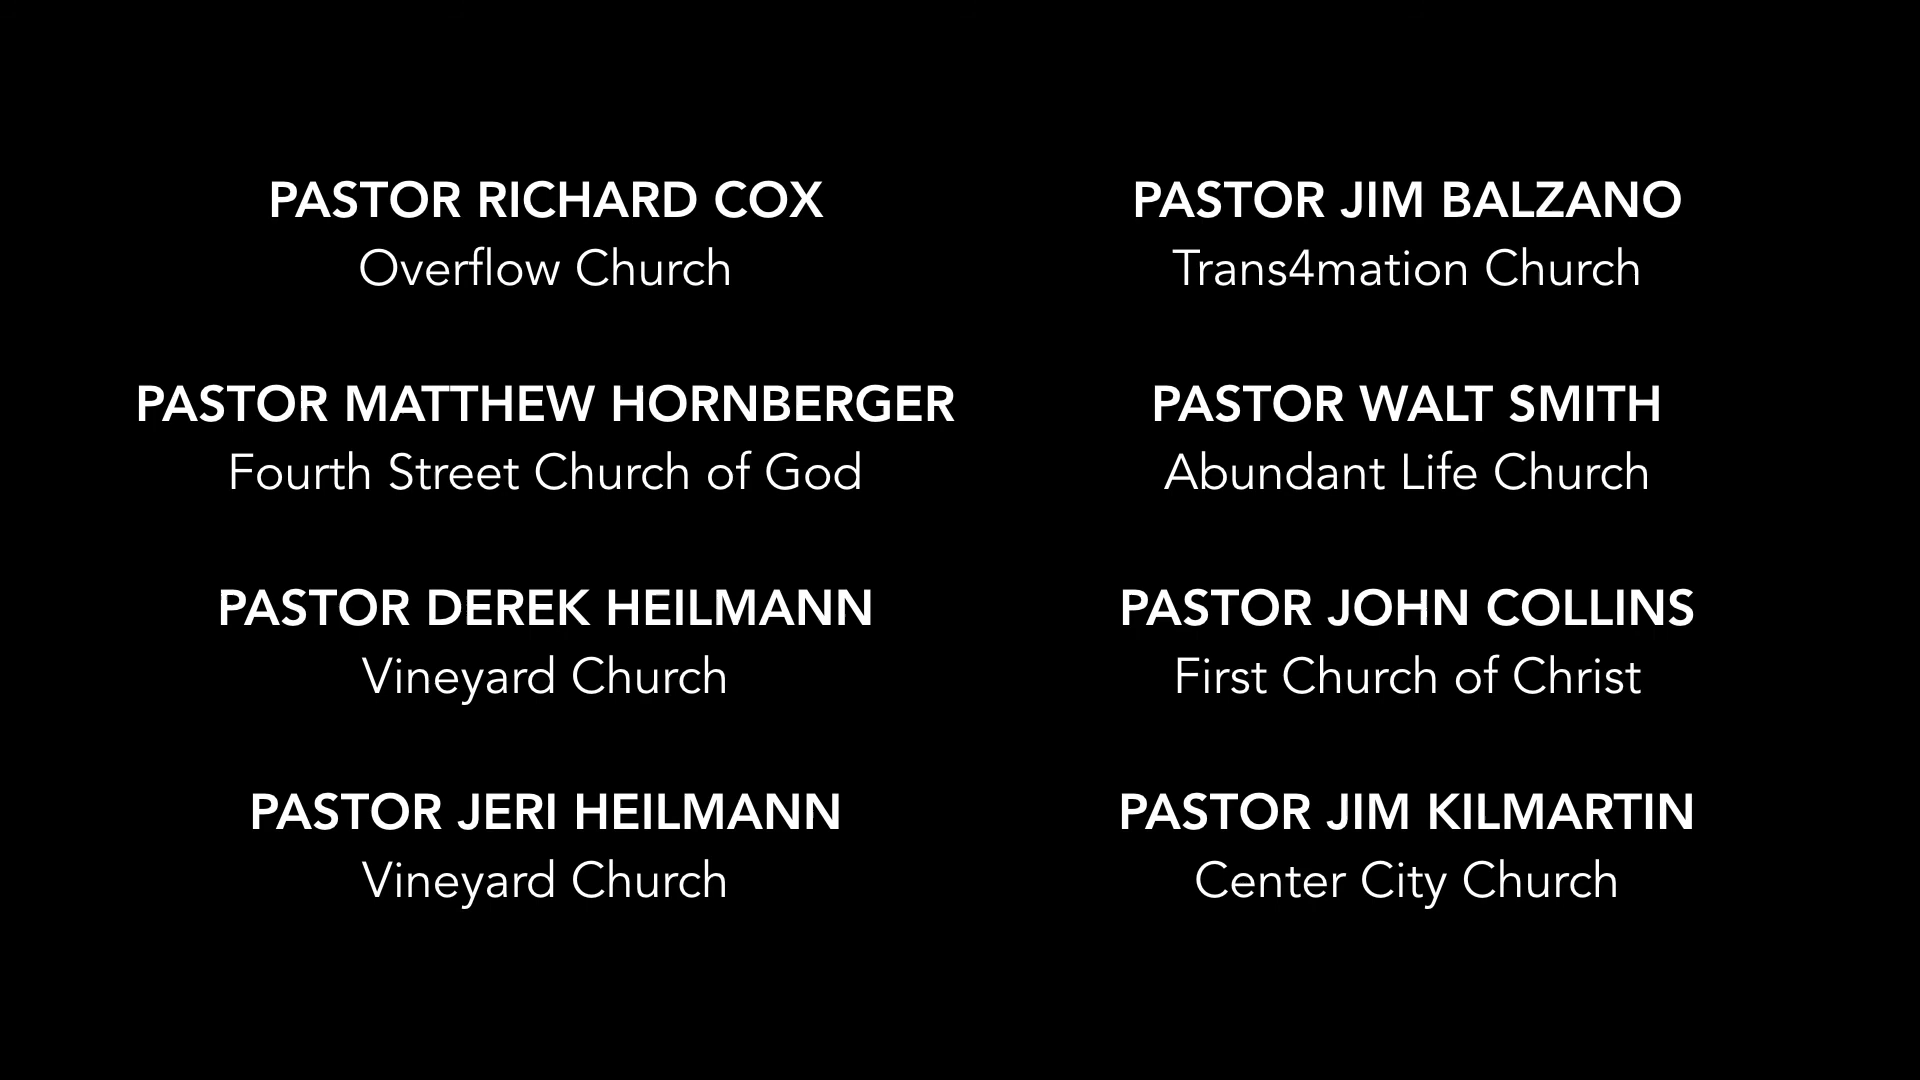 PASTOR RICHARD COX
Overflow Church
PASTOR MATTHEW HORNBERGER
Fourth Street Church of God
PASTOR DEREK HEILMANN
Vineyard Church
PASTOR JERI HEILMANN
Vineyard Church
PASTOR JIM BALZANO
Trans4mation Church
PASTOR WALT SMITH
Abundant Life Church
PASTOR JOHN COLLINS
First Church of Christ
PASTOR JIM KILMARTIN
Center City Church